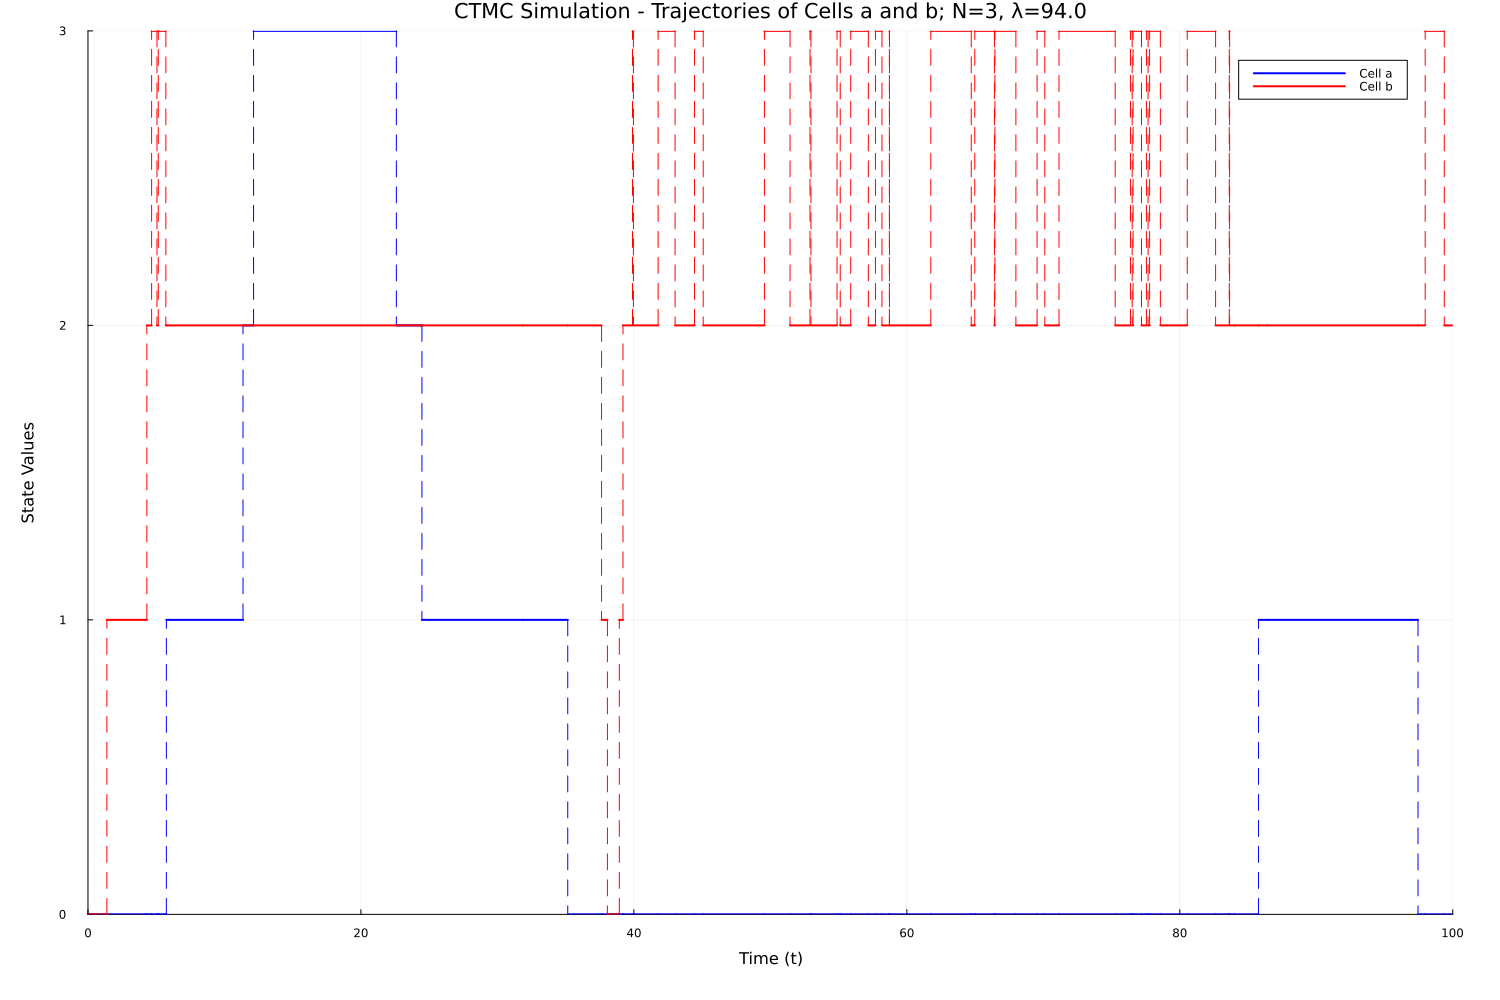 CTMC Simulation - Trajectories of Cells a and b; N=3, λ=94.0
3
2
1
0
State Values
Cell a
Cell b
0 20 40 60 80 100
Time (t)